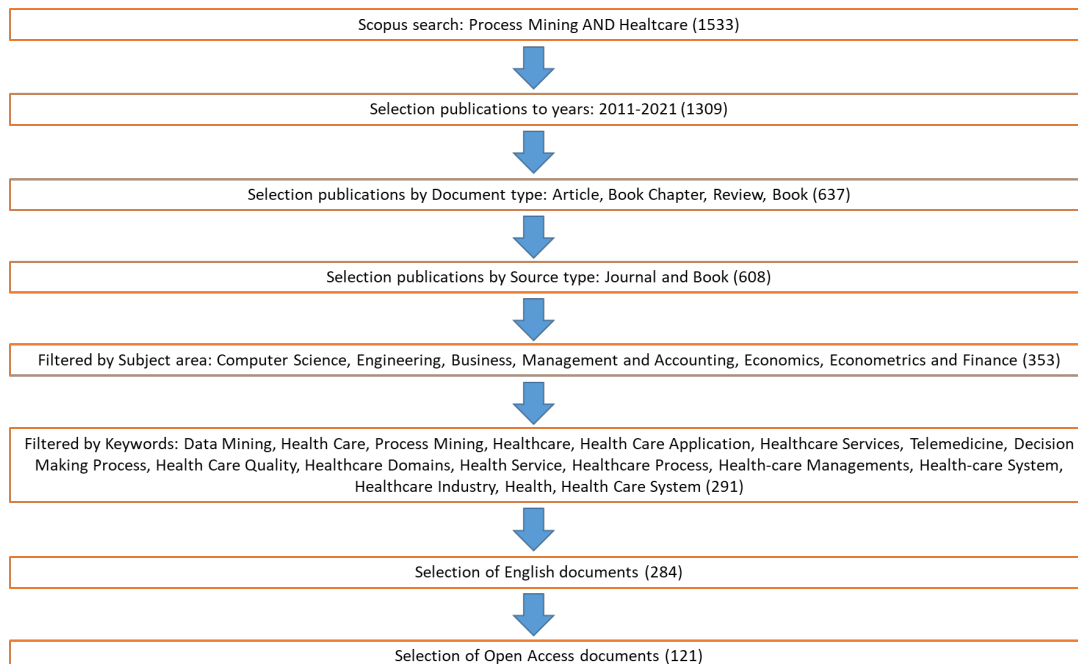 Scopus search: Process Mining AND Healtcare (1533)
Selection publications to years: 2011-2021 (1309)
Selection publications by Document type: Article, Book Chapter, Review, Book (637)
Selection publications by Source type: Journal and Book (608)
Filtered by Subject area: Computer Science, Engineering, Business, Management and Accounting, Economics, Econometrics and Finance (353)
Filtered by Keywords: Data Mining, Health Care, Process Mining, Healthcare, Health Care Application, Healthcare Services, Telemedicine, Decision
Making Process, Health Care Quality, Healthcare Domains, Health Service, Healthcare Process, Health-care Managements, Health-care System,
Healthcare Industry, Health, Health Care System (291)
Selection of English documents (284)
Selection of Open Access documents (121)